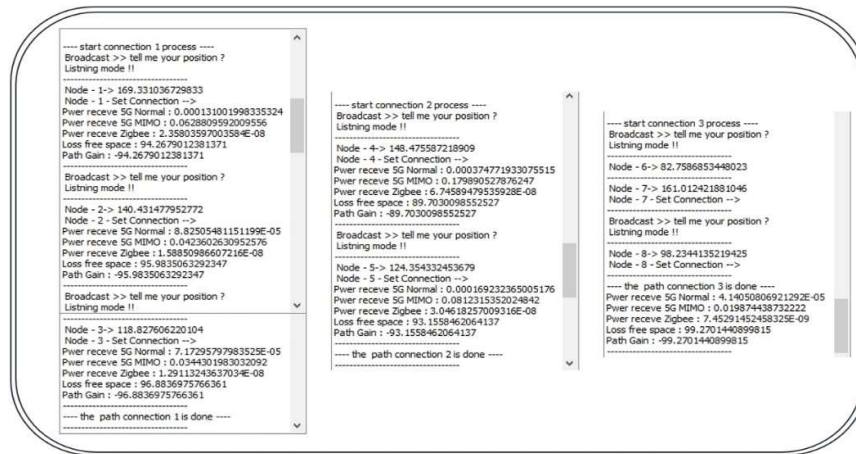 ---- start connection 1 process ----
Broadcast >> tell me your position ?
Listning mode !!
---------------------------------
Node - 1-> 169.331036729833
Node - 1 - Set Connection -->
Pwer receve 5G Normal : 0.000131001998335324
Pwer receve 5G MIMO : 0.0628809592009556
Pwer receve Zigbee : 2.35803597003584E-08
Loss free space : 94.2679012381371
Path Gain : -94.2679012381371
---------------------------------
Broadcast >> tell me your position ?
Listning mode !!
---------------------------------
Node - 2-> 140.431477952772
Node - 2 - Set Connection -->
Pwer receve 5G Normal : 8.82505481151199E-05
Pwer receve 5G MIMO : 0.0423602630952576
Pwer receve Zigbee : 1.58850986607216E-08
Loss free space : 95.9835063292347
Path Gain : -95.9835063292347
---------------------------------
Broadcast >> tell me your position ?
Listning mode !!
---------------------------------
Node - 3-> 118.827606220104
Node - 3 - Set Connection -->
Pwer receve 5G Normal : 7.17295797983525E-05
Pwer receve 5G MIMO : 0.0344301983032092
Pwer receve Zigbee : 1.29113243637034E-08
Loss free space : 96.8836975766361
Path Gain : -96.8836975766361
---------------------------------
---- the  path connection 1 is done ----
---------------------------------
---- start connection 2 process ----
Broadcast >> tell me your position ?
Listning mode !!
---------------------------------
Node - 4-> 148.475587218909
Node - 4 - Set Connection -->
Pwer receve 5G Normal : 0.000374771933075515
Pwer receve 5G MIMO : 0.179890527876247
Pwer receve Zigbee : 6.74589479535928E-08
Loss free space : 89.7030098552527
Path Gain : -89.7030098552527
---------------------------------
Broadcast >> tell me your position ?
Listning mode !!
---------------------------------
Node - 5-> 124.354332453679
Node - 5 - Set Connection -->
Pwer receve 5G Normal : 0.000169232365005176
Pwer receve 5G MIMO : 0.0812315352024842
Pwer receve Zigbee : 3.04618257009316E-08
Loss free space : 93.1558462064137
Path Gain : -93.1558462064137
---------------------------------
---- the  path connection 2 is done ----
---------------------------------
---- start connection 3 process ----
Broadcast >> tell me your position ?
Listning mode !!
---------------------------------
Node - 6-> 82.7586853448023
---------------------------------
Node - 7-> 161.012421881046
Node - 7 - Set Connection -->
---------------------------------
Broadcast >> tell me your position ?
Listning mode !!
---------------------------------
Node - 8-> 98.2344135219425
Node - 8 - Set Connection -->
---------------------------------
---- the  path connection 3 is done ----
Pwer receve 5G Normal : 4.14050806921292E-05
Pwer receve 5G MIMO : 0.019874438732222
Pwer receve Zigbee : 7.45291452458325E-09
Loss free space : 99.2701440899815
Path Gain : -99.2701440899815
---------------------------------